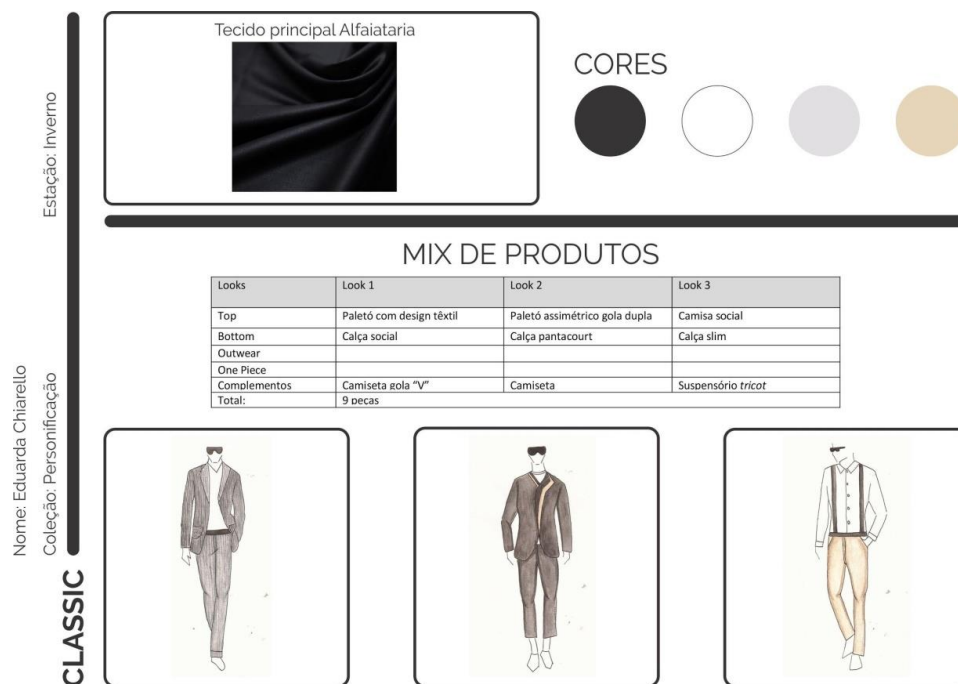 Tecido principal Alfaiataria
CORES
Estação: Inverno
MIX DE PRODUTOS
Looks Look 1 Look 2 Look 3
Top Paletó com design têxtil Paletó assimétrico gola dupla Camisa social
Bottom Calça social Calça pantacourt Calça slim
Outwear
One Piece
Complementos Camiseta gola “V” Camiseta Suspensório tricot
Total: 9 peças
Nome: Eduarda Chiarello
Coleção: Personificação
CLASSIC